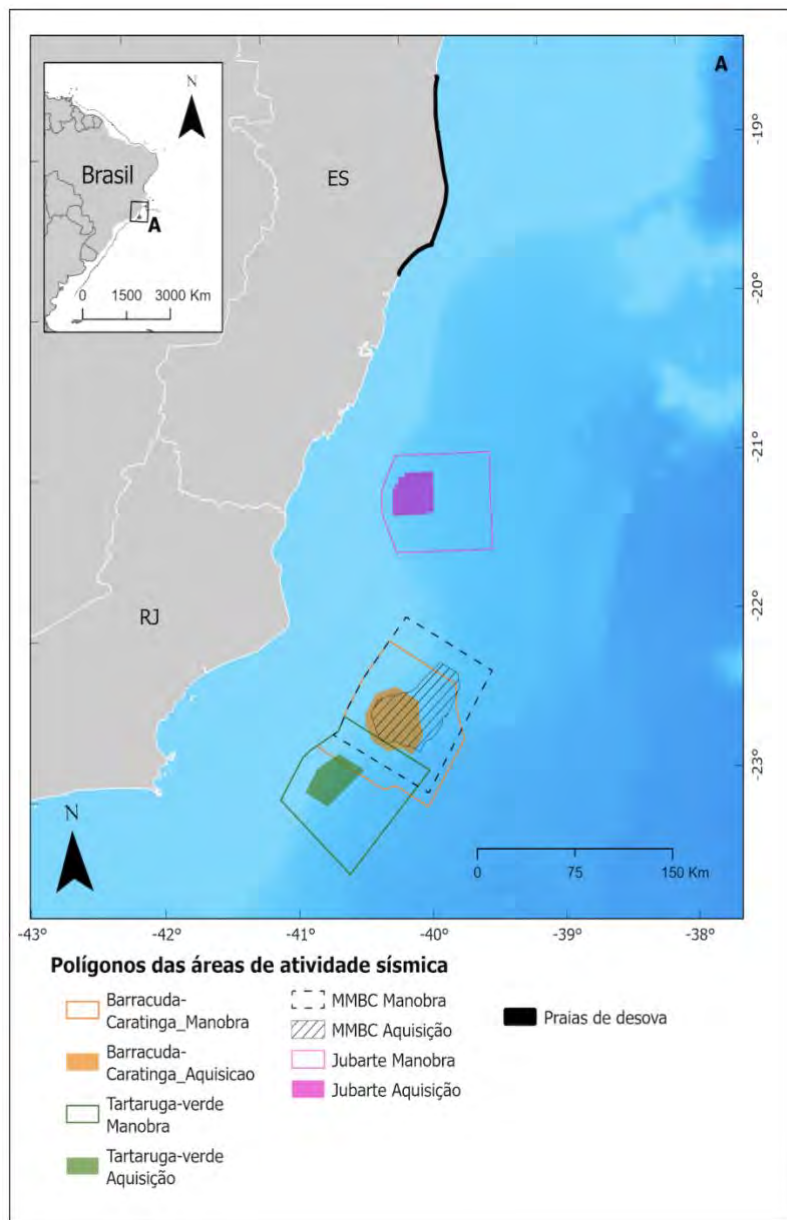 A
N
ES
Brasil
A
0 1500 3000 Km
-19°
-20°
-21°
-22°
RJ
-23°
N
0 75 150 Km
-43° -42° -41° -40° -39° -38°
Polígonos das áreas de atividade sísmica
Barracuda-
Caratinga_Manobra
Barracuda-
Caratinga_Aquisicao
Tartaruga-verde
Manobra
Tartaruga-verde
Aquisição
MMBC Manobra
MMBC Aquisição
Jubarte Manobra
Jubarte Aquisição
Praias de desova